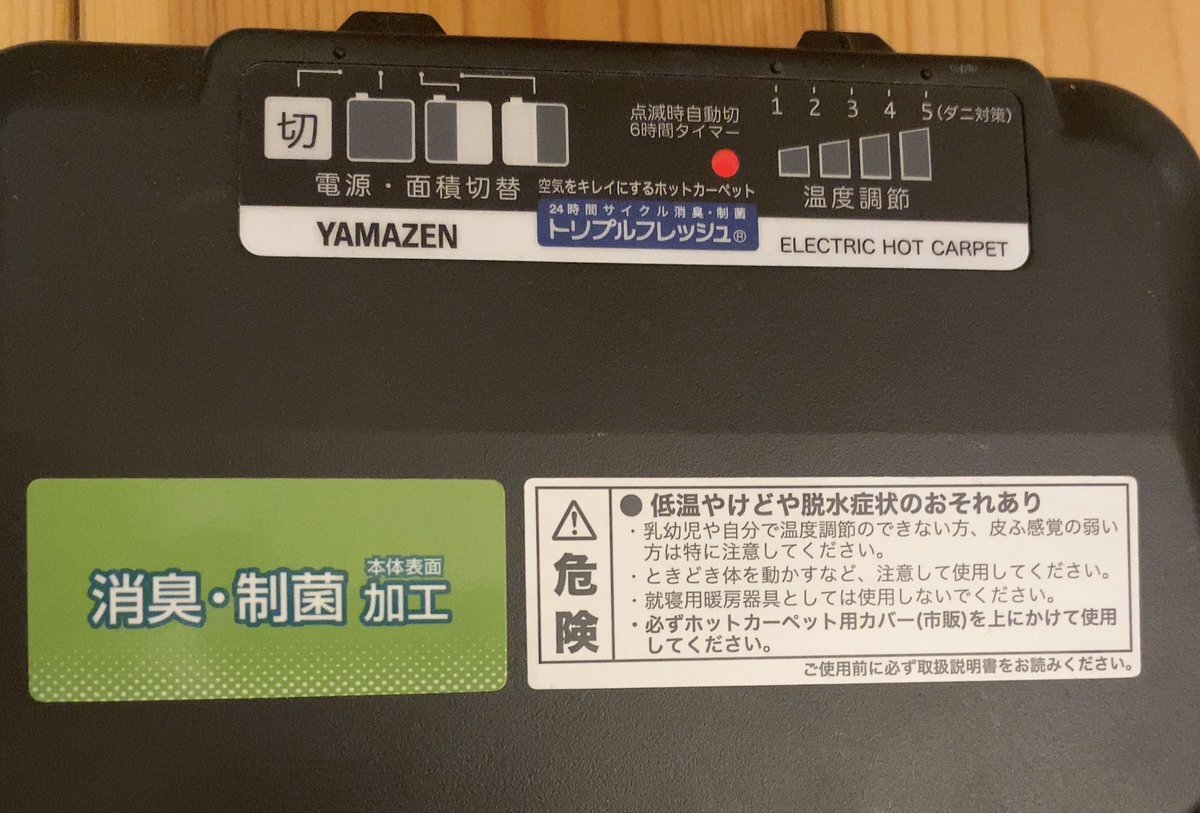 切
電源・面積切替
点滅時自動切
6時間タイマー
空気をキレイにするホットカーペット
1 2 3 4 5(ダニ対策)
温度調節
YAMAZEN
24時間サイクル消臭・制菌
トリプルフレッシュ®
ELECTRIC HOT CARPET
消臭・制菌 本体表面
加工
危険
● 低温やけどや脱水症状のおそれあり
・乳幼児や自分で温度調節のできない方、皮ふ感覚の弱い
方は特に注意してください。
・ときどき体を動かすなど、注意して使用してください。
・就寝用暖房器具としては使用しないでください。
・必ずホットカーペット用カバー(市販)を上にかけて使用
してください。
ご使用前に必ず取扱説明書をお読みください。